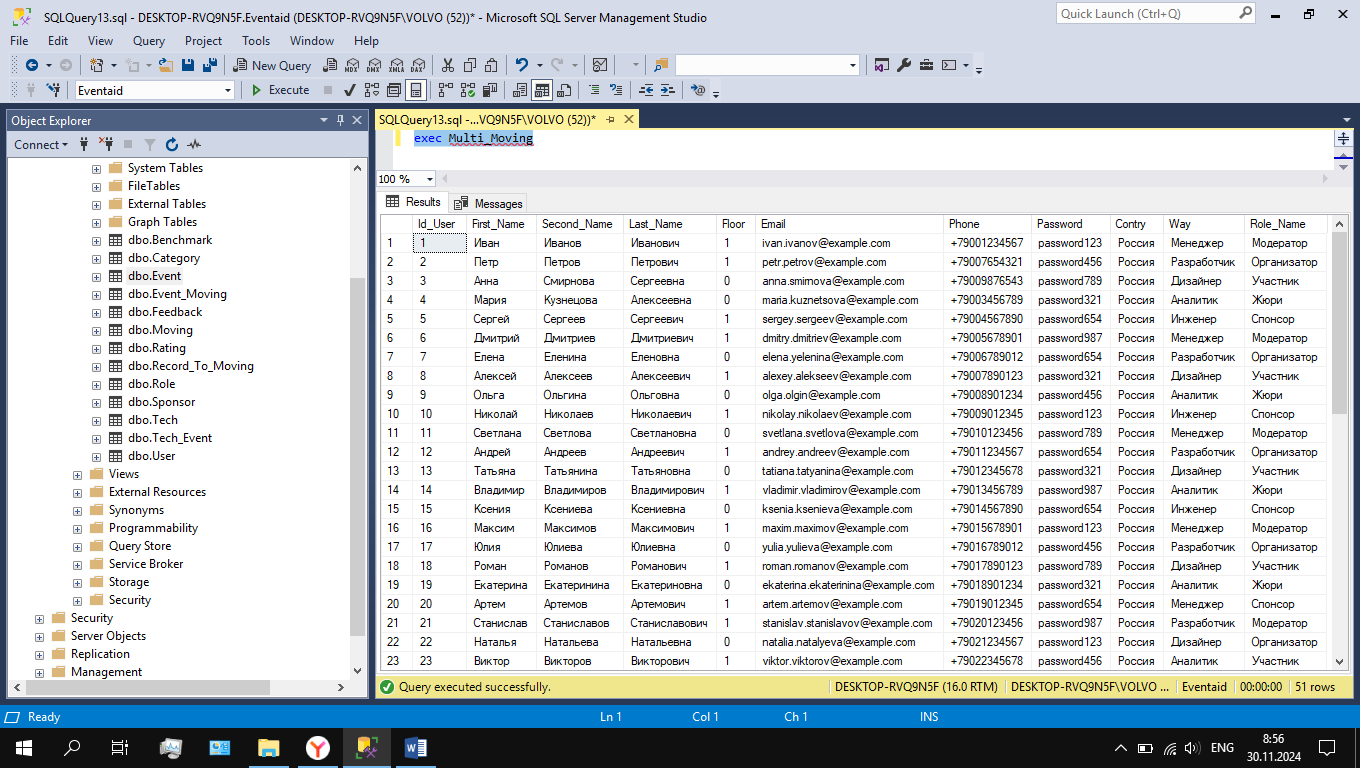 SQLQuery13.sql - DESKTOP-RVQ9N5F.Eventaid (DESKTOP-RVQ9N5F\VOLVO (52))* - Microsoft SQL Server Management Studio
Quick Launch (Ctrl+Q)
File Edit View Query Project Tools Window Help
New Query MDX DMX XMLA DAX
Eventaid Execute
Object Explorer
SQLQuery13.sql -...VQ9N5F\VOLVO (52))*
Connect
exec Multi_Moving
100 %
Results Messages
System Tables
FileTables
External Tables
Graph Tables
dbo.Benchmark
dbo.Category
dbo.Event
dbo.Event_Moving
dbo.Feedback
dbo.Moving
dbo.Rating
dbo.Record_To_Moving
dbo.Role
dbo.Sponsor
dbo.Tech
dbo.Tech_Event
dbo.User
Views
External Resources
Synonyms
Programmability
Query Store
Service Broker
Storage
Security
Security
Server Objects
Replication
Management
Id_User First_Name Second_Name Last_Name Floor Email Phone Password Contry Way Role_Name
1 1 Иван Иванов Иванович 1 ivan.ivanov@example.com +79001234567 password123 Россия Менеджер Модератор
2 2 Петр Петров Петрович 1 petr.petrov@example.com +79007654321 password456 Россия Разработчик Организатор
3 3 Анна Смирнова Сергеевна 0 anna.smirnova@example.com +79009876543 password789 Россия Дизайнер Участник
4 4 Мария Кузнецова Алексеевна 0 maria.kuznetsova@example.com +79003456789 password321 Россия Аналитик Жюри
5 5 Сергей Сергеев Сергеевич 1 sergey.sergeev@example.com +79004567890 password654 Россия Инженер Спонсор
6 6 Дмитрий Дмитриев Дмитриевич 1 dmitry.dmitriev@example.com +79005678901 password987 Россия Менеджер Модератор
7 7 Елена Еленина Еленовна 0 elena.yelenina@example.com +79006789012 password654 Россия Разработчик Организатор
8 8 Алексей Алексеев Алексеевич 1 alexey.alekseev@example.com +79007890123 password321 Россия Дизайнер Участник
9 9 Ольга Ольгина Ольговна 0 olga.olgin@example.com +79008901234 password456 Россия Аналитик Жюри
10 10 Николай Николаев Николаевич 1 nikolay.nikolaev@example.com +79009012345 password123 Россия Инженер Спонсор
11 11 Светлана Светлова Светлановна 0 svetlana.svetlova@example.com +79010123456 password789 Россия Менеджер Модератор
12 12 Андрей Андреев Андреевич 1 andrey.andreev@example.com +79011234567 password654 Россия Разработчик Организатор
13 13 Татьяна Татьянина Татьяновна 0 tatiana.tatyanina@example.com +79012345678 password321 Россия Дизайнер Участник
14 14 Владимир Владимиров Владимирович 1 vladimir.vladimirov@example.com +79013456789 password987 Россия Аналитик Жюри
15 15 Ксения Ксениева Ксениевна 0 ksenia.ksenieva@example.com +79014567890 password654 Россия Инженер Спонсор
16 16 Максим Максимов Максимович 1 maxim.maximov@example.com +79015678901 password123 Россия Менеджер Модератор
17 17 Юлия Юлиева Юлиевна 0 yulia.yulieva@example.com +79016789012 password456 Россия Разработчик Организатор
18 18 Роман Романов Романович 1 roman.romanov@example.com +79017890123 password789 Россия Дизайнер Участник
19 19 Екатерина Екатеринина Екатериновна 0 ekaterina.ekaterinina@example.com +79018901234 password321 Россия Аналитик Жюри
20 20 Артем Артемов Артемович 1 artem.artemov@example.com +79019012345 password654 Россия Менеджер Спонсор
21 21 Станислав Станиславов Станиславович 1 stanislav.stanislavov@example.com +79020123456 password987 Россия Разработчик Модератор
22 22 Наталья Натальева Натальевна 0 natalia.natalyeva@example.com +79021234567 password123 Россия Дизайнер Организатор
23 23 Виктор Викторов Викторович 1 viktor.viktorov@example.com +79022345678 password456 Россия Аналитик Участник
Query executed successfully. DESKTOP-RVQ9N5F (16.0 RTM) DESKTOP-RVQ9N5F\VOLVO ... Eventaid 00:00:00 51 rows
Ready Ln 1 Col 1 Ch 1 INS
ENG 8:56
30.11.2024